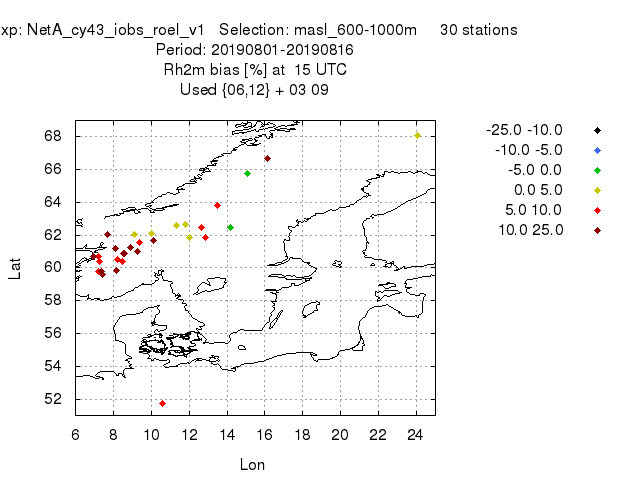 xp: NetA_cy43_iobs_roel_v1 Selection: masl_600-1000m 30 stations
Period: 20190801-20190816
Rh2m bias [%] at 15 UTC
Used {06,12} + 03 09
-25.0 -10.0
-10.0 -5.0
-5.0 0.0
0.0 5.0
5.0 10.0
10.0 25.0
68
66
64
62
60
58
56
54
52
Lat
6 8 10 12 14 16 18 20 22 24
Lon